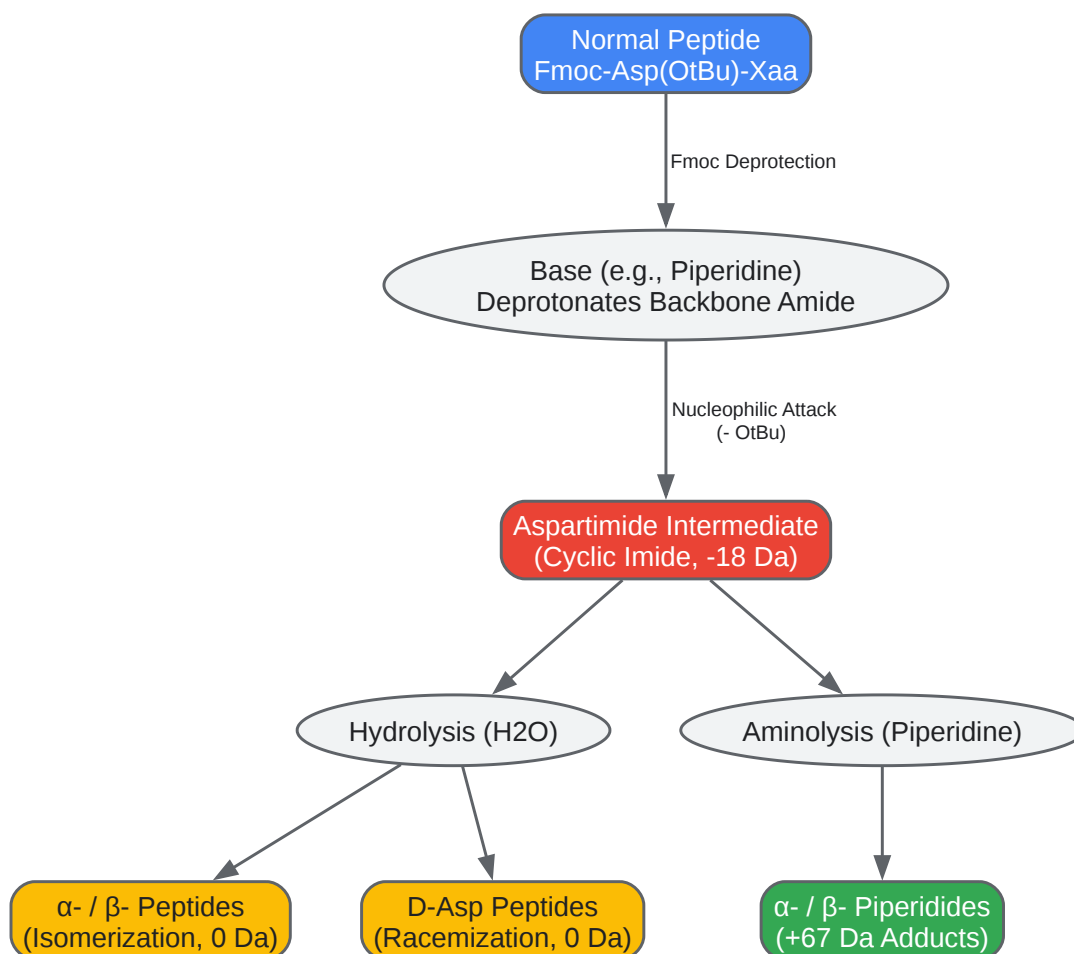 Normal Peptide
Fmoc-Asp(OtBu)-Xaa
Fmoc Deprotection
Base (e.g., Piperidine)
Deprotonates Backbone Amide
Nucleophilic Attack
(- OtBu)
Aspartimide Intermediate
(Cyclic Imide, -18 Da)
Hydrolysis (H2O)
Aminolysis (Piperidine)
α- / β- Peptides
(Isomerization, 0 Da)
D-Asp Peptides
(Racemization, 0 Da)
α- / β- Piperidides
(+67 Da Adducts)